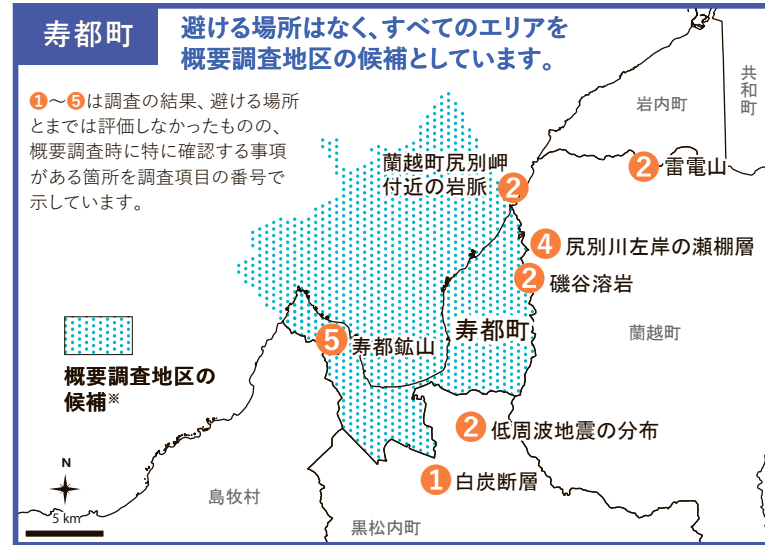 寿都町
避ける場所はなく、すべてのエリアを
概要調査地区の候補としています。
❶～❺は調査の結果、避ける場所
とまでは評価しなかったものの、
概要調査時に特に確認する事項
がある箇所を調査項目の番号で
示しています。
共和町
岩内町
蘭越町尻別岬
付近の岩脈
❷
❷ 雷電山
❹ 尻別川左岸の瀬棚層
❷ 磯谷溶岩
寿都町
蘭越町
❺ 寿都鉱山
概要調査地区の
候補※
❷ 低周波地震の分布
❶ 白炭断層
N
島牧村
5 km
黒松内町